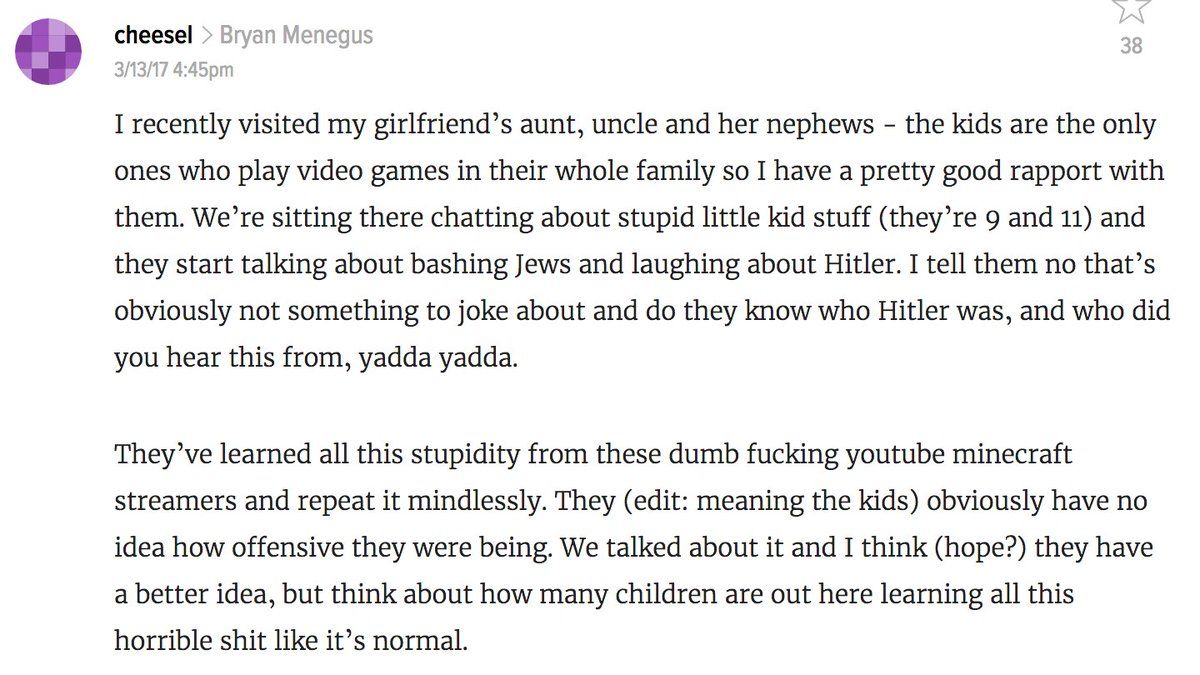 cheesel > Bryan Menegus
38
3/13/17 4:45pm
I recently visited my girlfriend’s aunt, uncle and her nephews - the kids are the only
ones who play video games in their whole family so I have a pretty good rapport with
them. We’re sitting there chatting about stupid little kid stuff (they’re 9 and 11) and
they start talking about bashing Jews and laughing about Hitler. I tell them no that’s
obviously not something to joke about and do they know who Hitler was, and who did
you hear this from, yadda yadda.
They’ve learned all this stupidity from these dumb fucking youtube minecraft
streamers and repeat it mindlessly. They (edit: meaning the kids) obviously have no
idea how offensive they were being. We talked about it and I think (hope?) they have
a better idea, but think about how many children are out here learning all this
horrible shit like it’s normal.